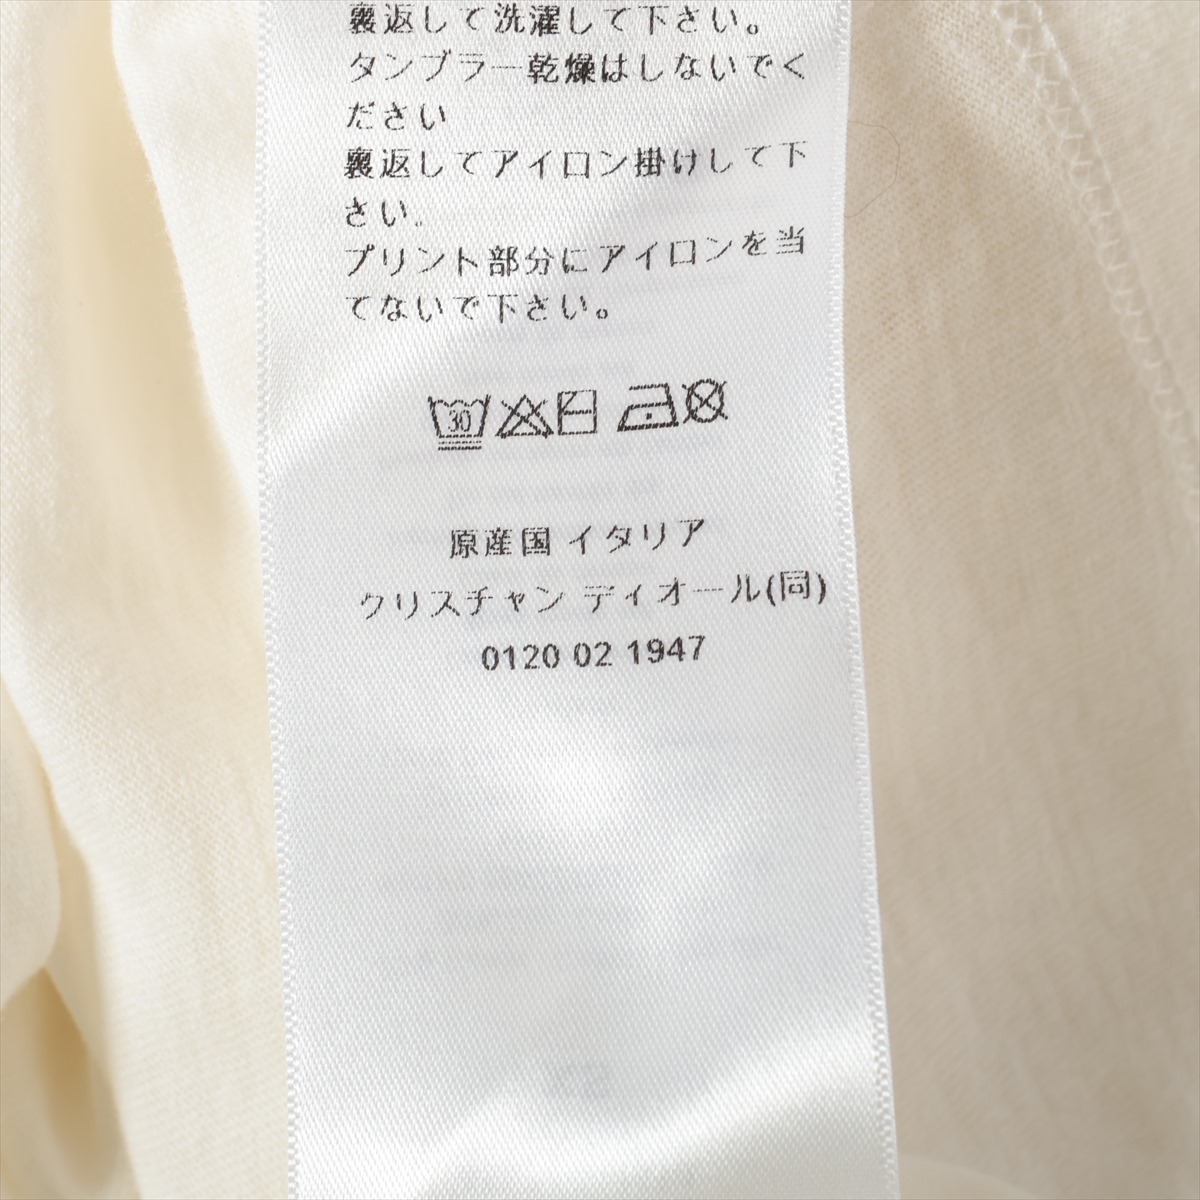 裏返して洗濯して下さい。
タンブラー乾燥はしないでく
ださい
裏返してアイロン掛けして下
さい。
プリント部分にアイロンを当
てないで下さい。
30
原産国 イタリア
クリスチャン ディオール(同)
0120 02 1947